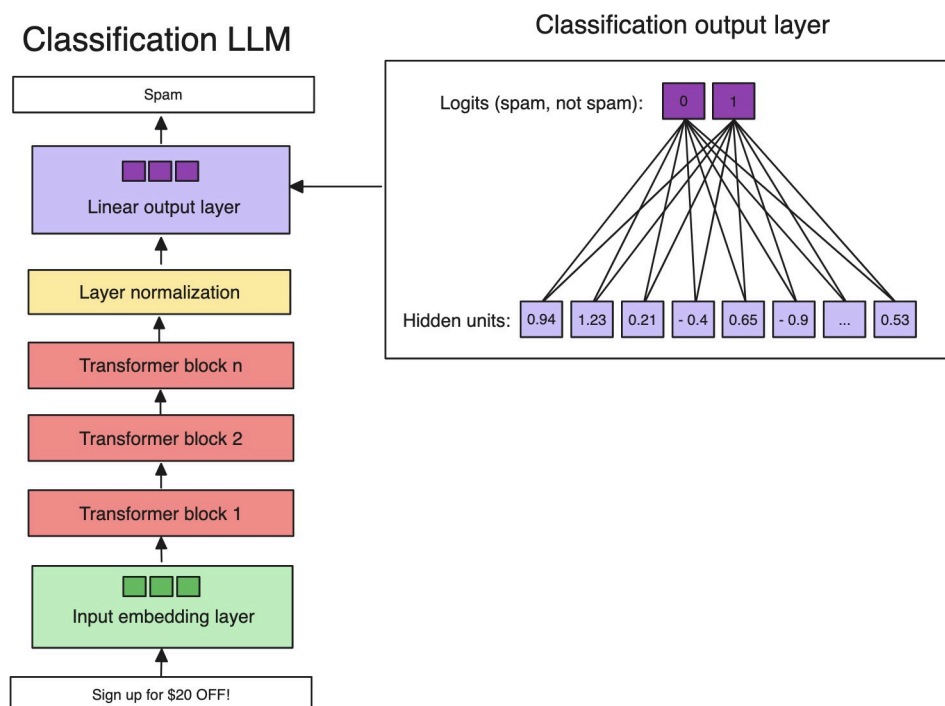 Classification LLM
Spam
Linear output layer
Layer normalization
Transformer block n
Transformer block 2
Transformer block 1
Input embedding layer
Sign up for $20 OFF!
Classification output layer
Logits (spam, not spam): 0 1
Hidden units: 0.94 1.23 0.21 - 0.4 0.65 - 0.9 ... 0.53